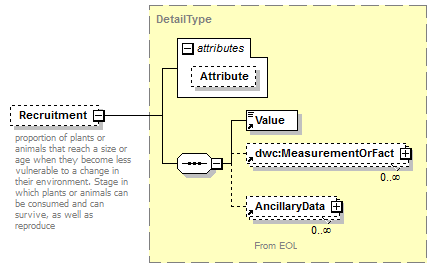 DetailType
attributes
Attribute
Recruitment
proportion of plants or
animals that reach a size or
age when they become less
vulnerable to a change in
their environment. Stage in
which plants or animals can
be consumed and can
survive, as well as
reproduce
Value
dwc:MeasurementOrFact
0..∞
AncillaryData
0..∞
From EOL